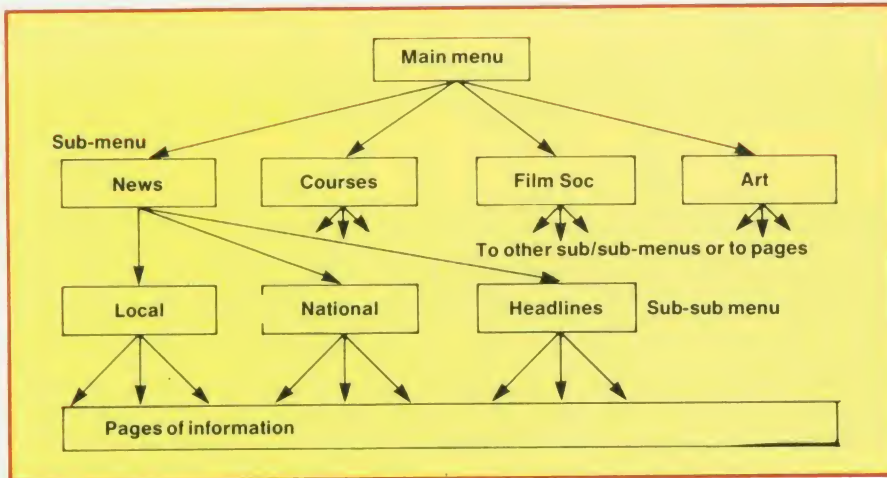 Main menu
Sub-menu
News
Courses
Film Soc
Art
To other sub/sub-menus or to pages
Local
National
Headlines
Sub-sub menu
Pages of information